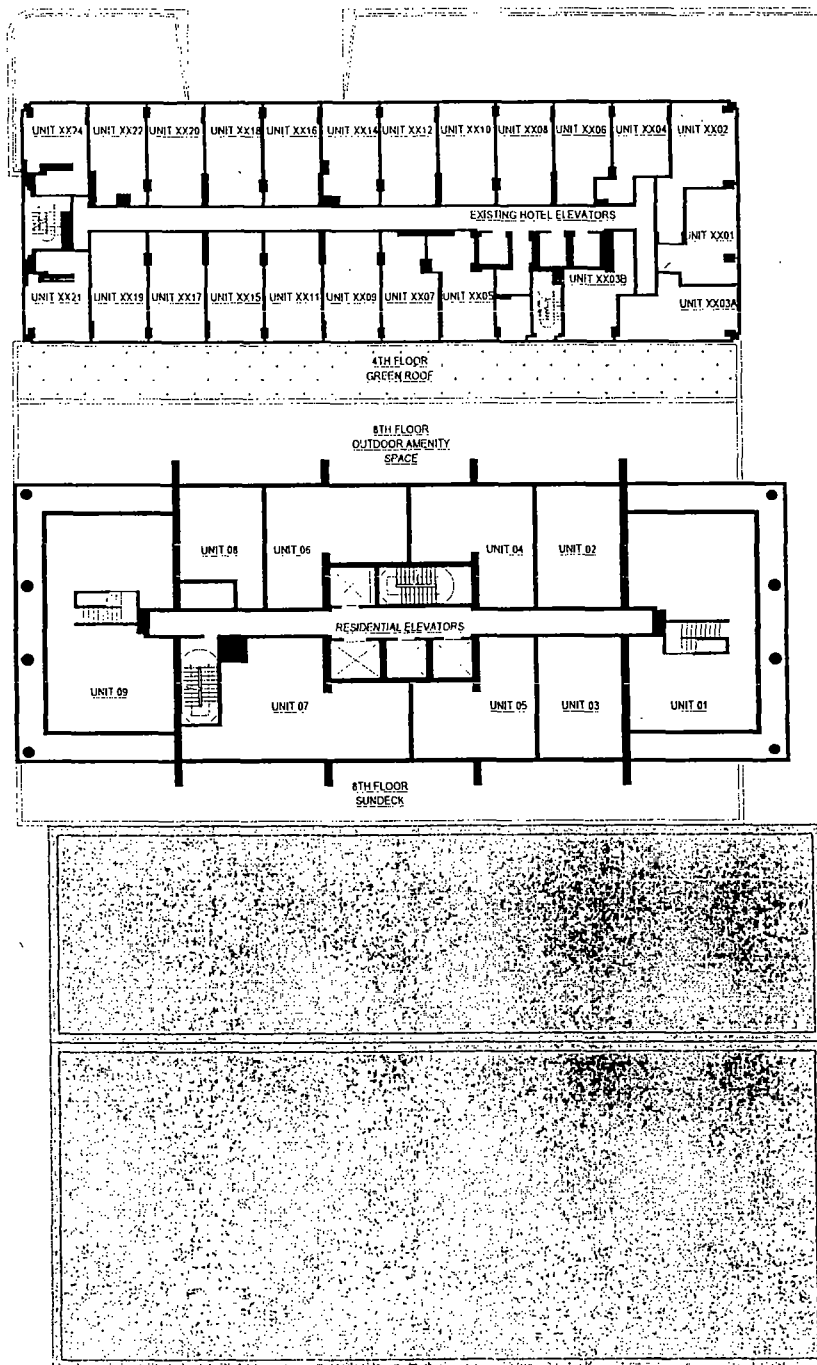 UNIT XX24
UNIT XX22
UNIT XX20
UNIT XX18
UNIT XX16
UNIT XX14
UNIT XX12
UNIT XX10
UNIT XX08
UNIT XX06
UNIT XX04
UNIT XX02
EXISTING HOTEL ELEVATORS
UNIT XX01
UNIT XX21
UNIT XX19
UNIT XX17
UNIT XX15
UNIT XX11
UNIT XX09
UNIT XX07
UNIT XX05
UNIT XX03B
UNIT XX03A
4TH FLOOR
GREEN ROOF
8TH FLOOR
OUTDOOR AMENITY
SPACE
UNIT 08
UNIT 06
UNIT 04
UNIT 02
RESIDENTIAL ELEVATORS
UNIT 09
UNIT 07
UNIT 05
UNIT 03
UNIT 01
8TH FLOOR
SUNDECK